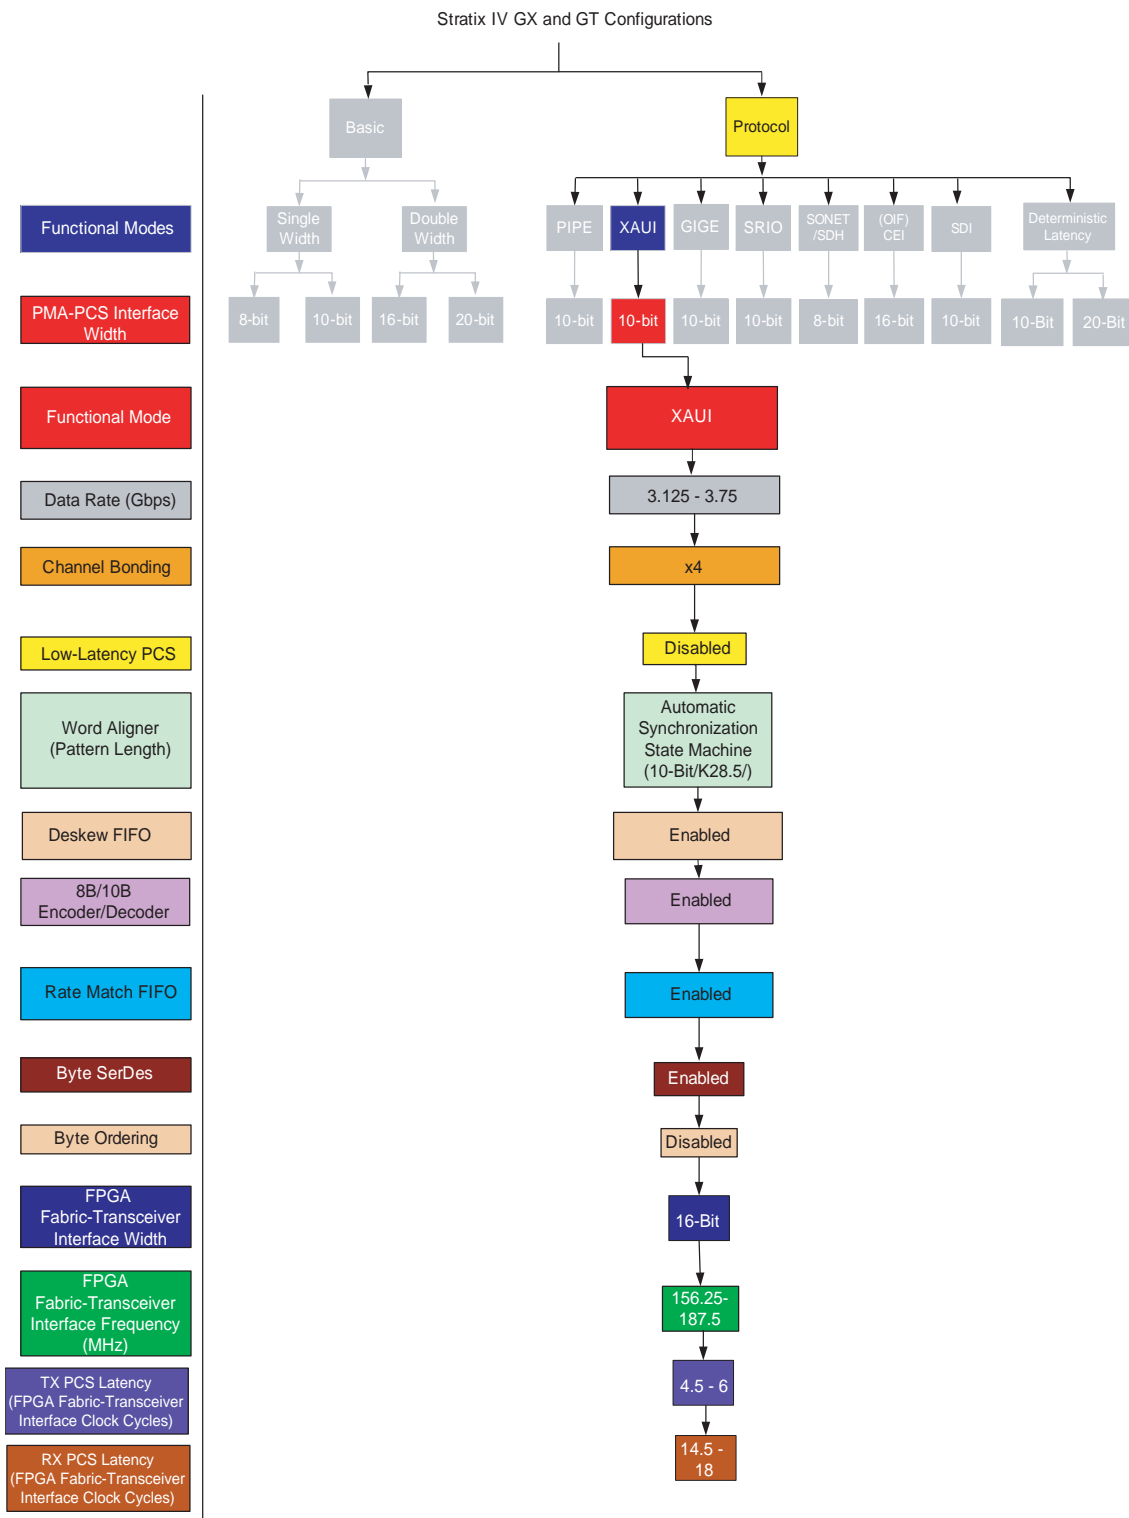 Stratix IV GX and GT Configurations
Basic
Protocol
Functional Modes
Single
Width
Double
Width
PIPE
XAUI
GIGE
SRIO
SONET
/SDH
(OIF)
CEI
SDI
Deterministic
Latency
PMA-PCS Interface
Width
8-bit
10-bit
16-bit
20-bit
10-bit
10-bit
10-bit
10-bit
8-bit
16-bit
10-bit
10-Bit
20-Bit
Functional Mode
XAUI
Data Rate (Gbps)
3.125 - 3.75
Channel Bonding
x4
Low-Latency PCS
Disabled
Word Aligner
(Pattern Length)
Automatic
Synchronization
State Machine
(10-Bit/K28.5/)
Deskew FIFO
Enabled
8B/10B
Encoder/Decoder
Enabled
Rate Match FIFO
Enabled
Byte SerDes
Enabled
Byte Ordering
Disabled
FPGA
Fabric-Transceiver
Interface Width
16-Bit
FPGA
Fabric-Transceiver
Interface Frequency
(MHz)
156.25-
187.5
TX PCS Latency
(FPGA Fabric-Transceiver
Interface Clock Cycles)
4.5 - 6
RX PCS Latency
(FPGA Fabric-Transceiver
Interface Clock Cycles)
14.5 -
18